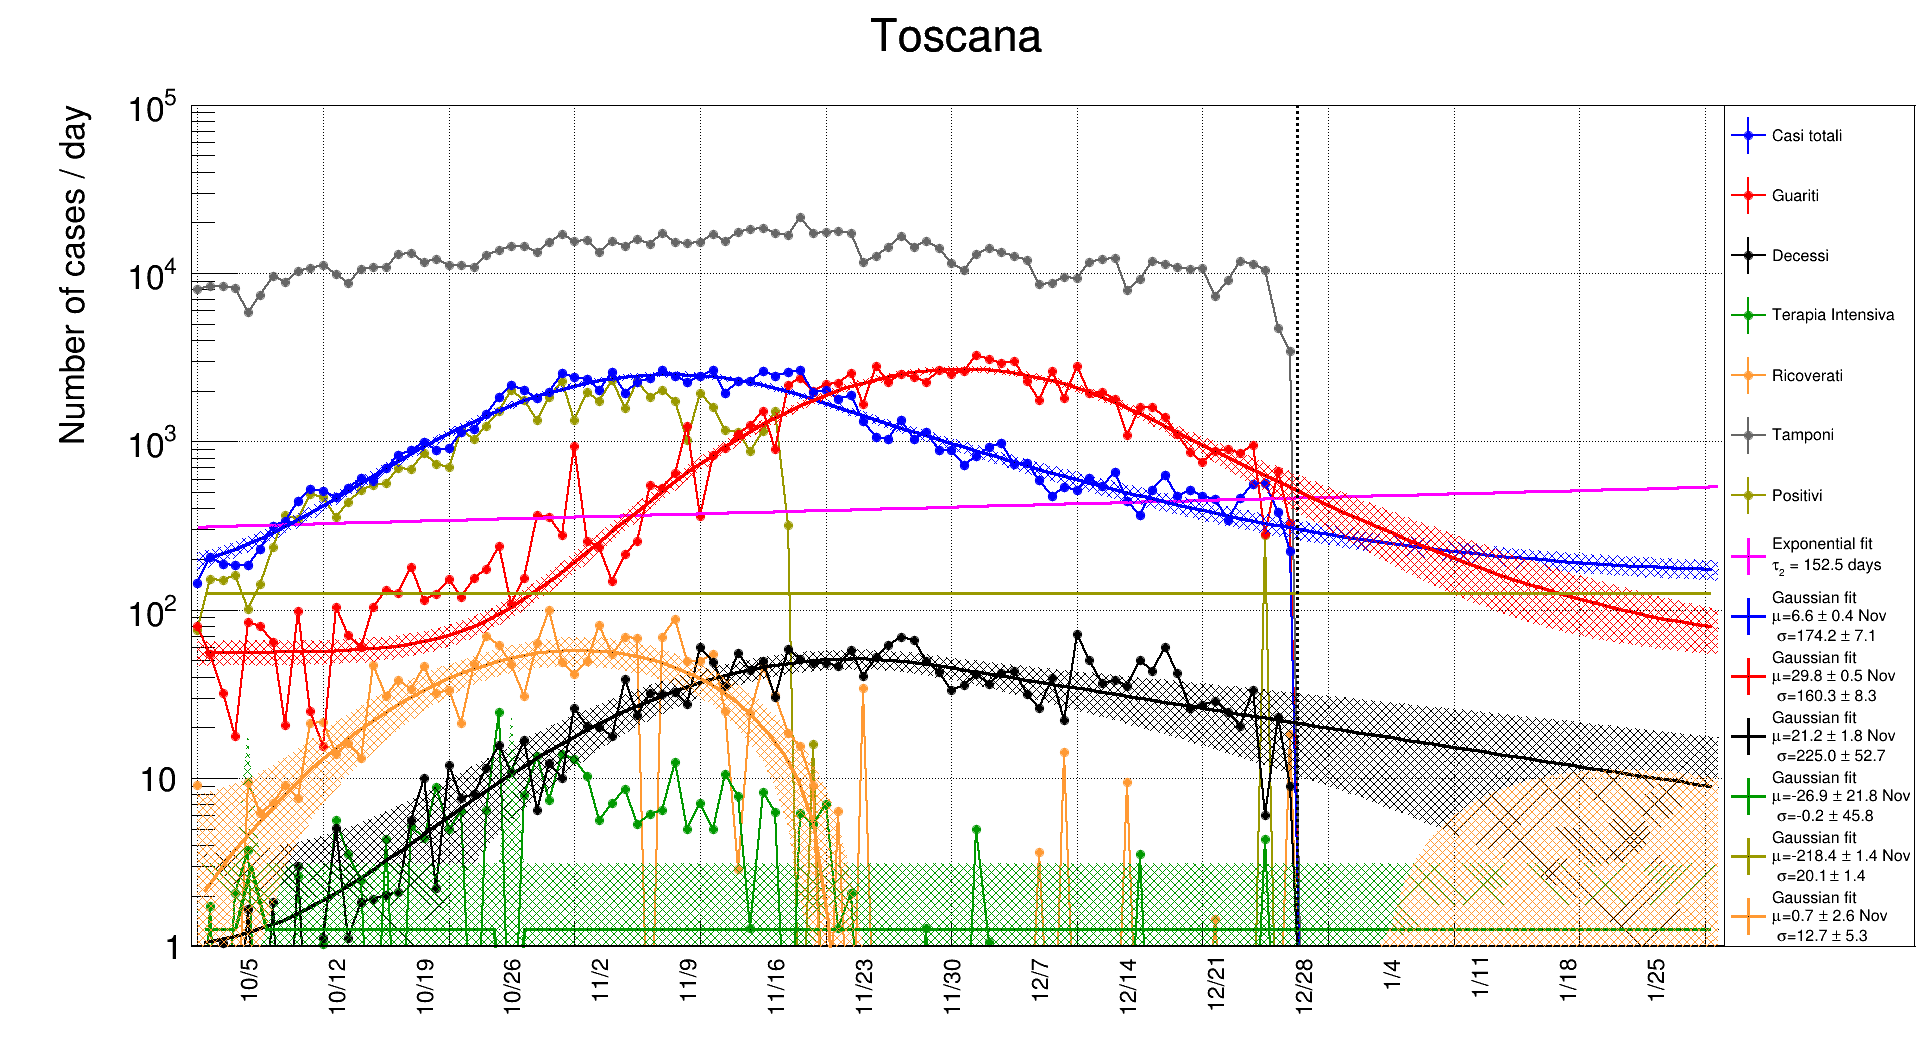 Toscana
Number of cases / day
10^5
10^4
10^3
10^2
10
1
10/5
10/12
10/19
10/26
11/2
11/9
11/16
11/23
11/30
12/7
12/14
12/21
12/28
1/4
1/11
1/18
1/25
Casi totali
Guariti
Decessi
Terapia Intensiva
Ricoverati
Tamponi
Positivi
Exponential fit
τ₂ = 152.5 days
Gaussian fit
μ=6.6 ± 0.4 Nov
σ=174.2 ± 7.1
Gaussian fit
μ=29.8 ± 0.5 Nov
σ=160.3 ± 8.3
Gaussian fit
μ=21.2 ± 1.8 Nov
σ=225.0 ± 52.7
Gaussian fit
μ=-26.9 ± 21.8 Nov
σ=-0.2 ± 45.8
Gaussian fit
μ=-218.4 ± 1.4 Nov
σ=20.1 ± 1.4
Gaussian fit
μ=0.7 ± 2.6 Nov
σ=12.7 ± 5.3